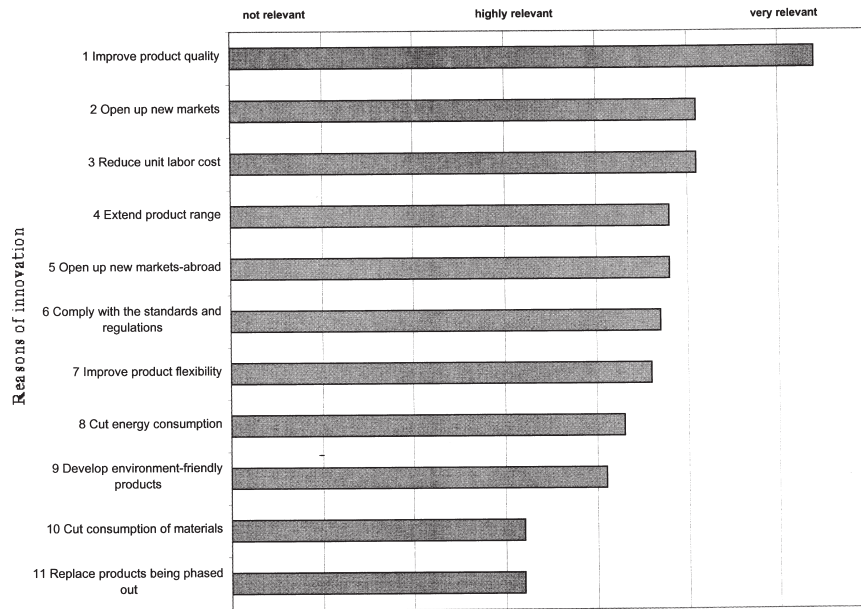 not relevant highly relevant very relevant
Reasons of innovation
1 Improve product quality
2 Open up new markets
3 Reduce unit labor cost
4 Extend product range
5 Open up new markets-abroad
6 Comply with the standards and
regulations
7 Improve product flexibility
8 Cut energy consumption
9 Develop environment-friendly
products
10 Cut consumption of materials
11 Replace products being phased
out